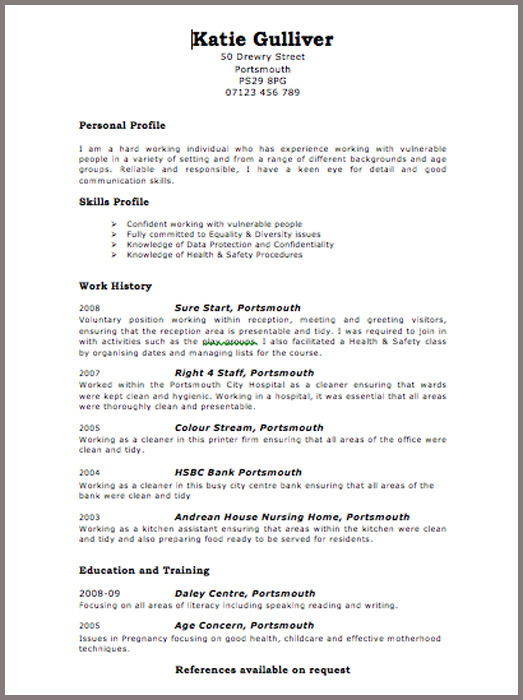 Katie Gulliver
50 Drewry Street
Portsmouth
PS29 8PG
07123 456 789
Personal Profile
I am a hard working individual who has experience working with vulnerable
people in a variety of setting and from a range of different backgrounds and age
groups. Reliable and responsible, I have a keen eye for detail and good
communication skills.
Skills Profile
➢ Confident working with vulnerable people
➢ Fully committed to Equality & Diversity issues
➢ Knowledge of Data Protection and Confidentiality
➢ Knowledge of Health & Safety Procedures
Work History
2008 Sure Start, Portsmouth
Voluntary position working within reception, meeting and greeting visitors,
ensuring that the reception area is presentable and tidy. I was required to join in
with activities such as the play groups. I also facilitated a Health & Safety class
by organising dates and managing lists for the course.
2007 Right 4 Staff, Portsmouth
Worked within the Portsmouth City Hospital as a cleaner ensuring that wards
were kept clean and hygienic. Working in a hospital, it was essential that all areas
were thoroughly clean and presentable.
2005 Colour Stream, Portsmouth
Working as a cleaner in this printer firm ensuring that all areas of the office were
clean and tidy.
2004 HSBC Bank Portsmouth
Working as a cleaner in this busy city centre bank ensuring that all areas of the
bank were clean and tidy
2003 Andrean House Nursing Home, Portsmouth
Working as a kitchen assistant ensuring that areas within the kitchen were clean
and tidy and also preparing food ready to be served for residents.
Education and Training
2008-09 Daley Centre, Portsmouth
Focusing on all areas of literacy including speaking reading and writing.
2005 Age Concern, Portsmouth
Issues in Pregnancy focusing on good health, childcare and effective motherhood
techniques.
References available on request